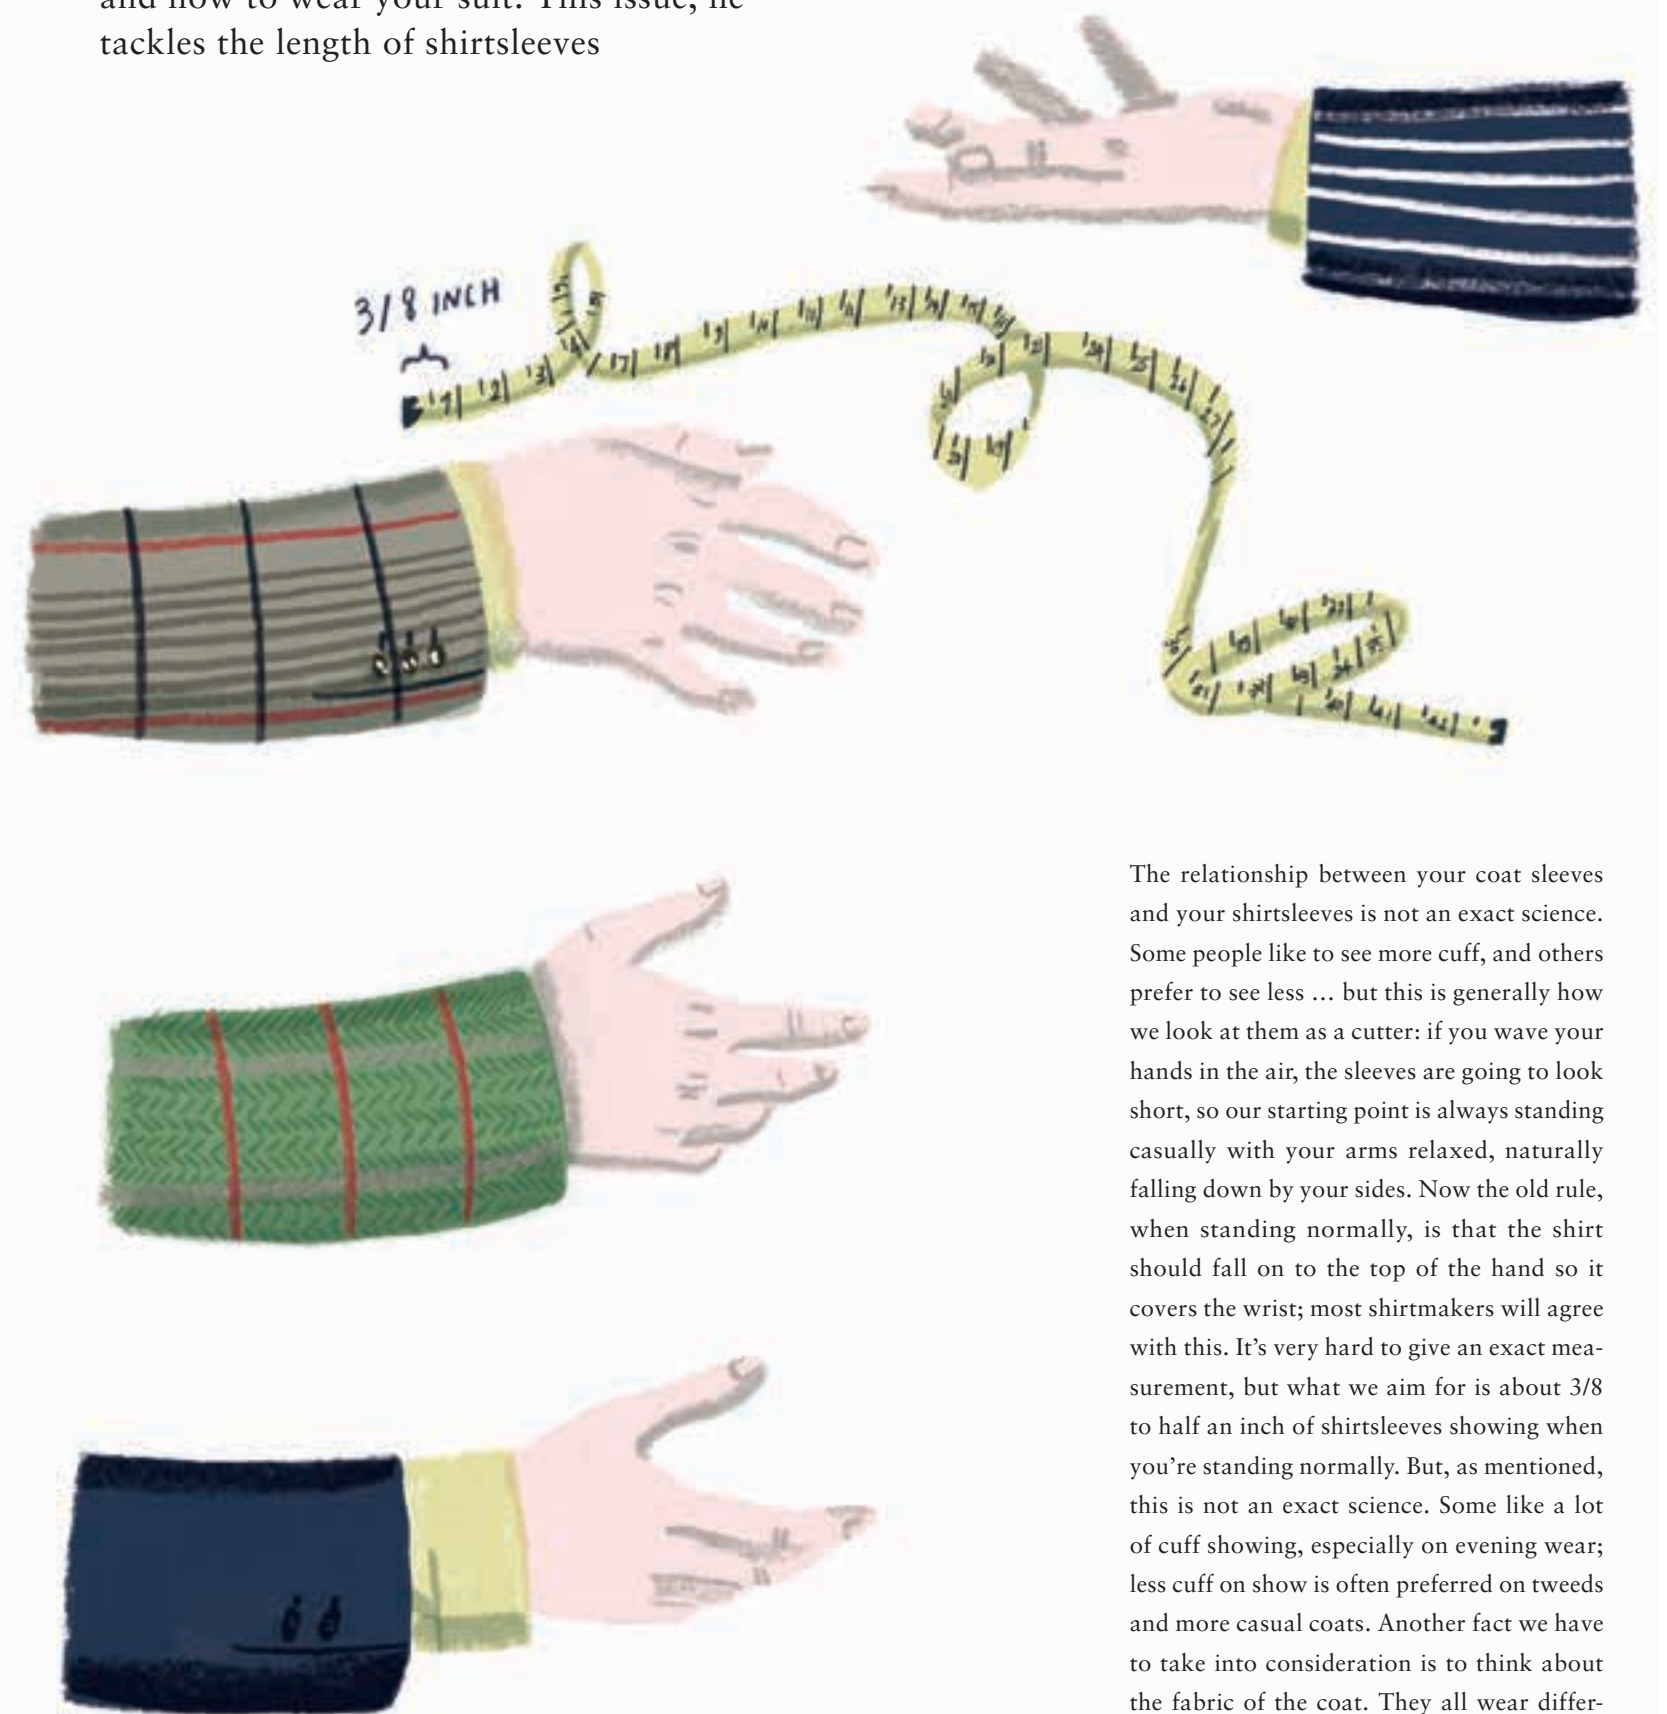 and how to wear your suit. This issue, he
tackles the length of shirtsleeves
3/8 INCH
1 2 3
17 18 19
24 25 26 27
The relationship between your coat sleeves
and your shirtsleeves is not an exact science.
Some people like to see more cuff, and others
prefer to see less ... but this is generally how
we look at them as a cutter: if you wave your
hands in the air, the sleeves are going to look
short, so our starting point is always standing
casually with your arms relaxed, naturally
falling down by your sides. Now the old rule,
when standing normally, is that the shirt
should fall on to the top of the hand so it
covers the wrist; most shirtmakers will agree
with this. It’s very hard to give an exact mea-
surement, but what we aim for is about 3/8
to half an inch of shirtsleeves showing when
you’re standing normally. But, as mentioned,
this is not an exact science. Some like a lot
of cuff showing, especially on evening wear;
less cuff on show is often preferred on tweeds
and more casual coats. Another fact we have
to take into consideration is to think about
the fabric of the coat. They all wear differ-